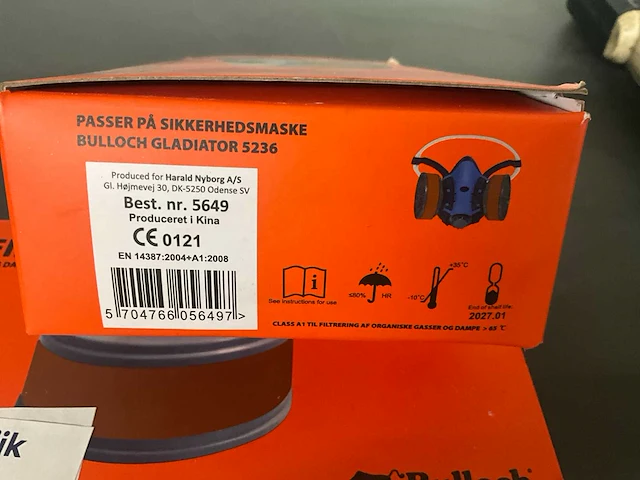 PASSER PÅ SIKKERHEDSMASKE
BULLOCH GLADIATOR 5236
Produced for Harald Nyborg A/S
Gl. Højmevej 30, DK-5250 Odense SV
Best. nr. 5649
Produceret i Kina
CE 0121
EN 14387:2004+A1:2008
5 704766 056497 >
See instructions for use
≤80% HR
-10°C +35°C
End of shelf life:
2027.01
CLASS A1 TIL FILTRERING AF ORGANISKE GASSER OG DAMPE > 65 °C
ik
Bulloch